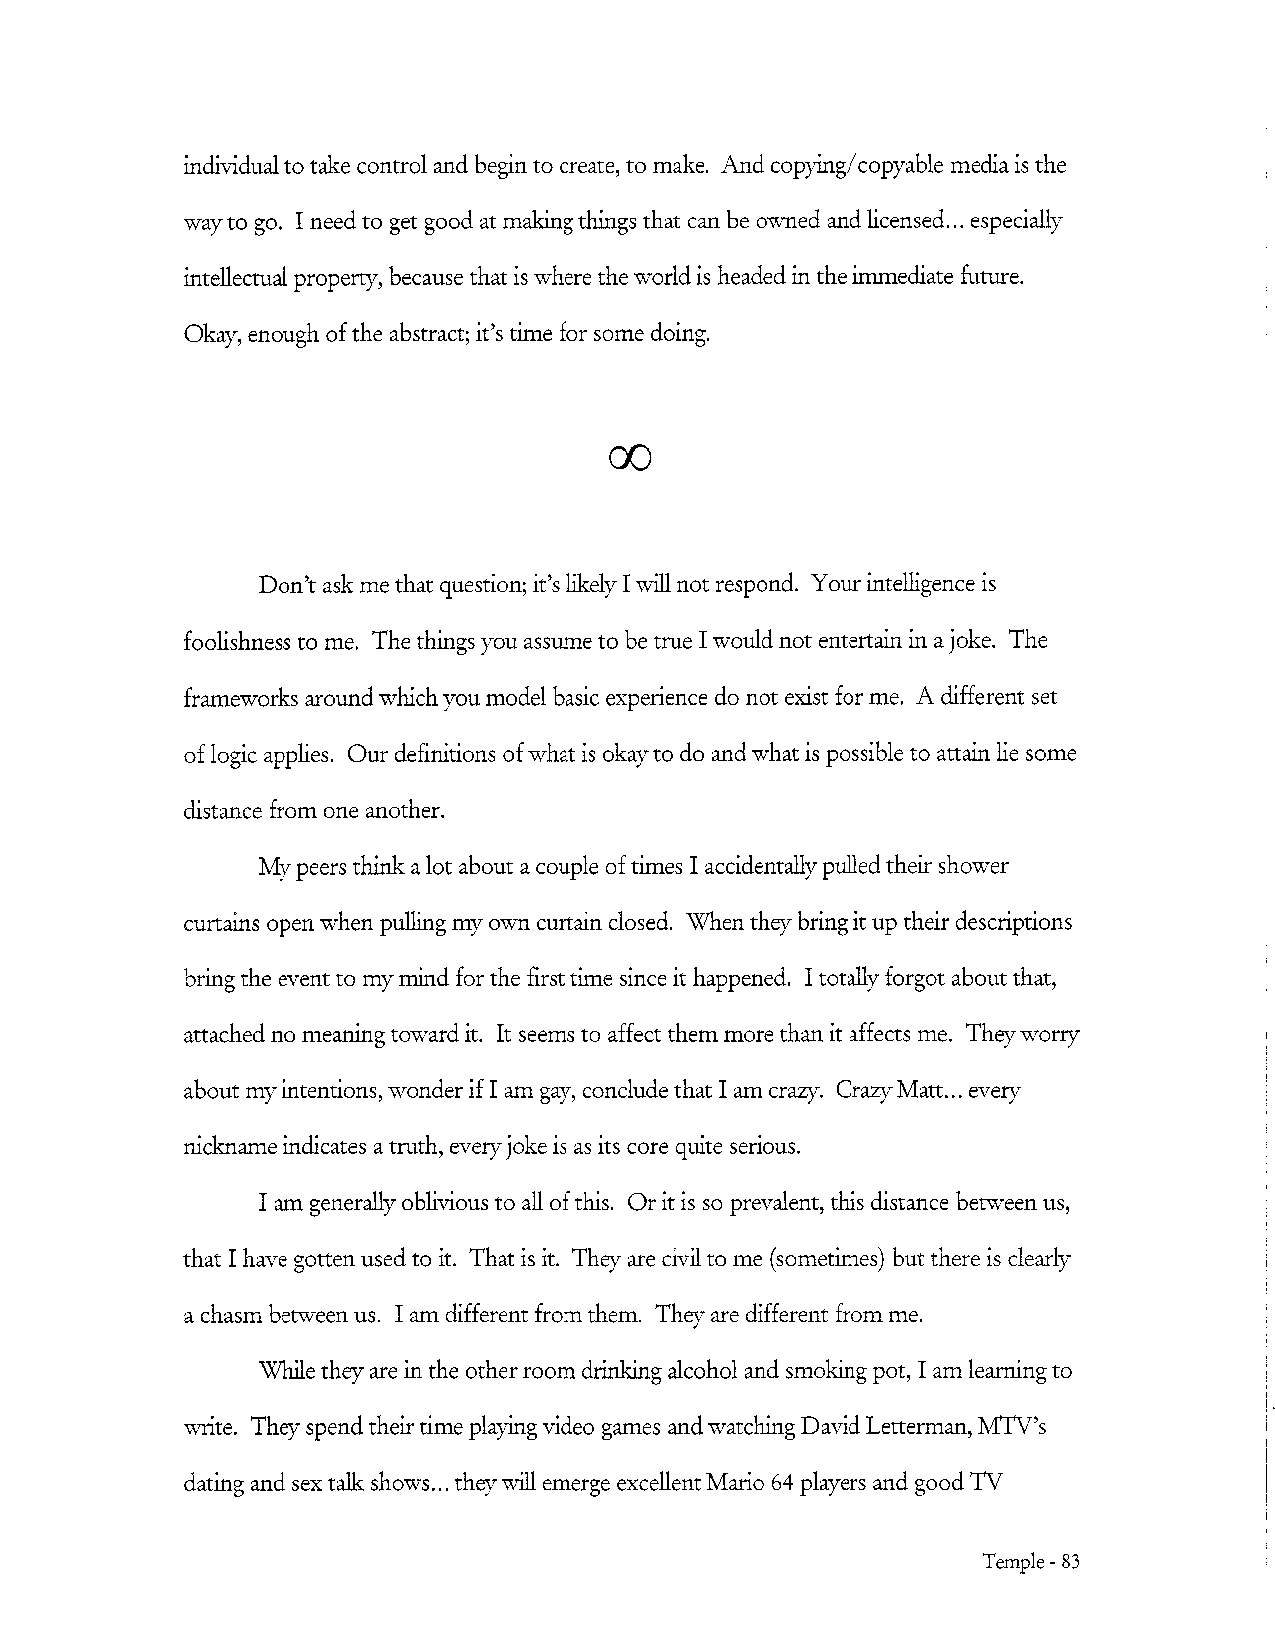 individual to take control and begin to create, to make. And copying/copyable media is the
way to go. I need to get good at making things that can be owned and licensed... especially
intellectual property, because that is where the world is headed in the immediate future.
Okay, enough of the abstract; it's time for some doing.
∞
Don't ask me that question; it's likely I will not respond. Your intelligence is
foolishness to me. The things you assume to be true I would not entertain in a joke. The
frameworks around which you model basic experience do not exist for me. A different set
of logic applies. Our definitions of what is okay to do and what is possible to attain lie some
distance from one another.
My peers think a lot about a couple of times I accidentally pulled their shower
curtains open when pulling my own curtain closed. When they bring it up their descriptions
bring the event to my mind for the first time since it happened. I totally forgot about that,
attached no meaning toward it. It seems to affect them more than it affects me. They worry
about my intentions, wonder if I am gay, conclude that I am crazy. Crazy Matt... every
nickname indicates a truth, every joke is as its core quite serious.
I am generally oblivious to all of this. Or it is so prevalent, this distance between us,
that I have gotten used to it. That is it. They are civil to me (sometimes) but there is clearly
a chasm between us. I am different from them. They are different from me.
While they are in the other room drinking alcohol and smoking pot, I am learning to
write. They spend their time playing video games and watching David Letterman, MTV's
dating and sex talk shows... they will emerge excellent Mario 64 players and good TV
Temple - 83